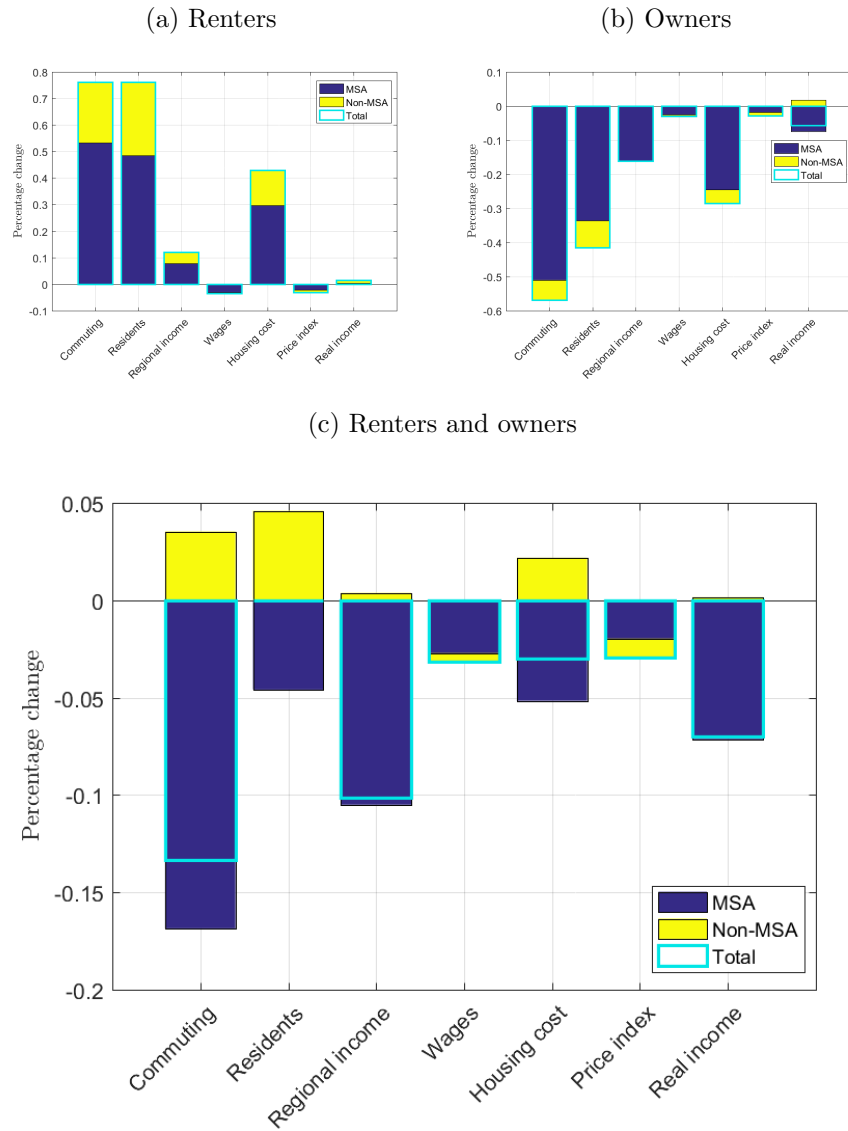 (a) Renters
(b) Owners
Percentage change
0.8
0.7
0.6
0.5
0.4
0.3
0.2
0.1
0
-0.1
MSA
Non-MSA
Total
Commuting
Residents
Regional income
Wages
Housing cost
Price index
Real income
Percentage change
0.1
0
-0.1
-0.2
-0.3
-0.4
-0.5
-0.6
MSA
Non-MSA
Total
Commuting
Residents
Regional income
Wages
Housing cost
Price index
Real income
(c) Renters and owners
Percentage change
0.05
0
-0.05
-0.1
-0.15
-0.2
MSA
Non-MSA
Total
Commuting
Residents
Regional income
Wages
Housing cost
Price index
Real income